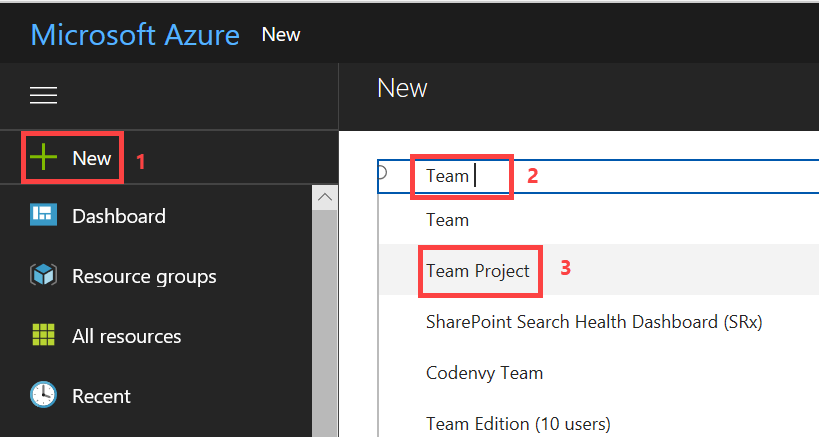 Microsoft Azure New
New
New 1
Team 2
Dashboard
Team
Team Project 3
Resource groups
SharePoint Search Health Dashboard (SRx)
All resources
Codenvy Team
Recent
Team Edition (10 users)